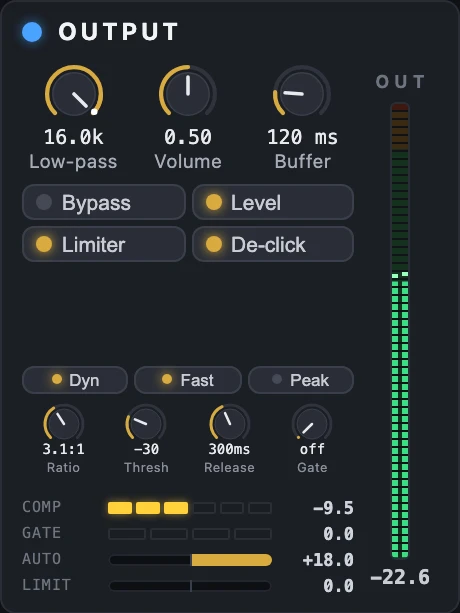 OUTPUT
OUT
16.0k 0.50 120 ms
Low-pass Volume Buffer
Bypass Level
Limiter De-click
Dyn Fast Peak
3.1:1 −30 300ms off
Ratio Thresh Release Gate
COMP −9.5
GATE 0.0
AUTO +18.0
LIMIT 0.0
−22.6